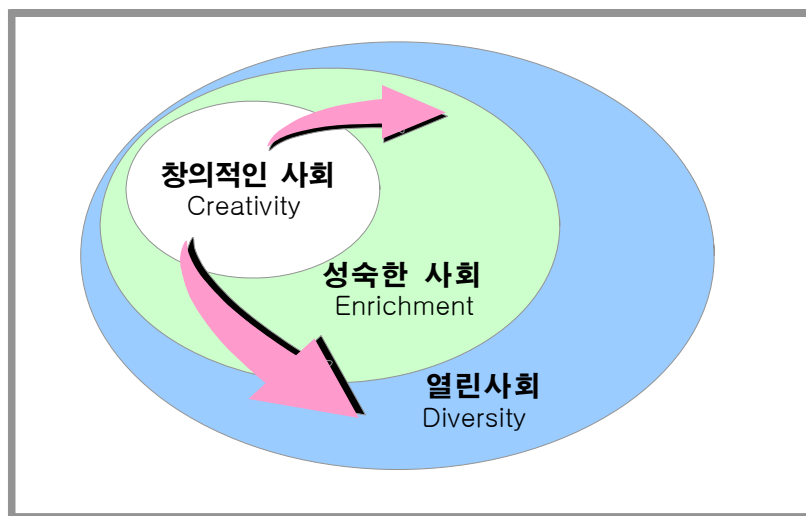 창의적인 사회
Creativity
성숙한 사회
Enrichment
열린사회
Diversity